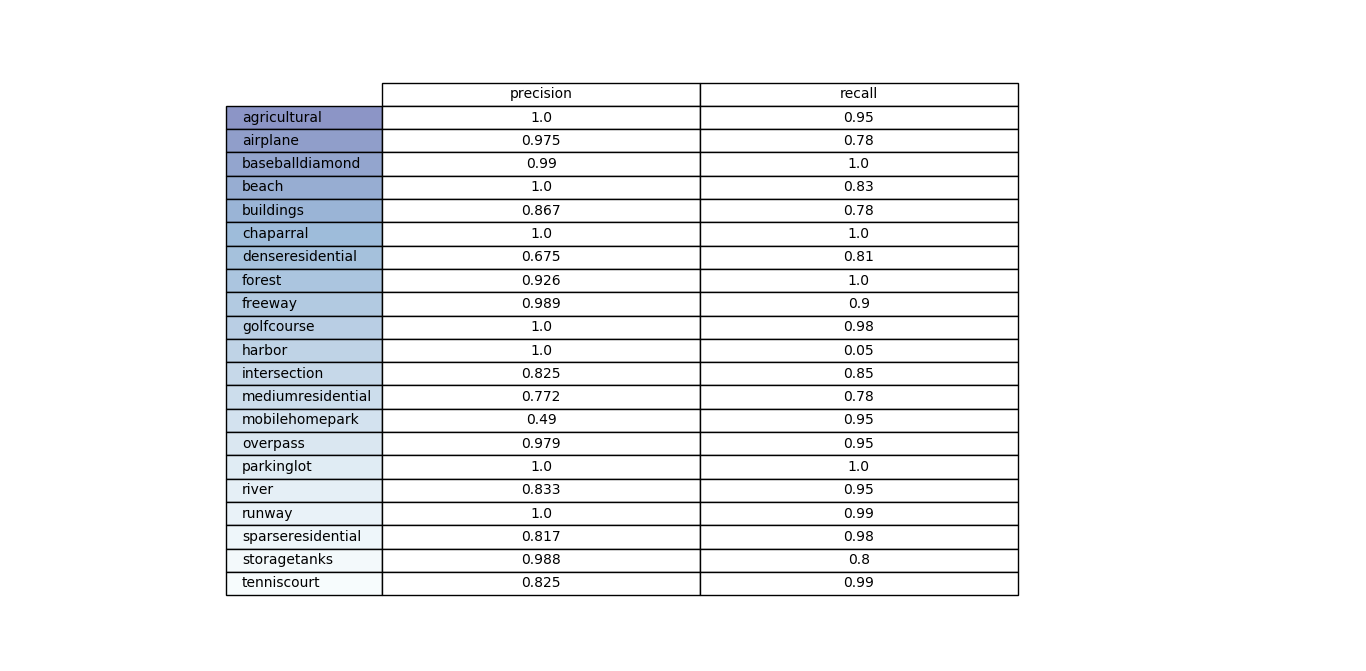 precision recall
agricultural 1.0 0.95
airplane 0.975 0.78
baseballdiamond 0.99 1.0
beach 1.0 0.83
buildings 0.867 0.78
chaparral 1.0 1.0
denseresidential 0.675 0.81
forest 0.926 1.0
freeway 0.989 0.9
golfcourse 1.0 0.98
harbor 1.0 0.05
intersection 0.825 0.85
mediumresidential 0.772 0.78
mobilehomepark 0.49 0.95
overpass 0.979 0.95
parkinglot 1.0 1.0
river 0.833 0.95
runway 1.0 0.99
sparseresidential 0.817 0.98
storagetanks 0.988 0.8
tenniscourt 0.825 0.99